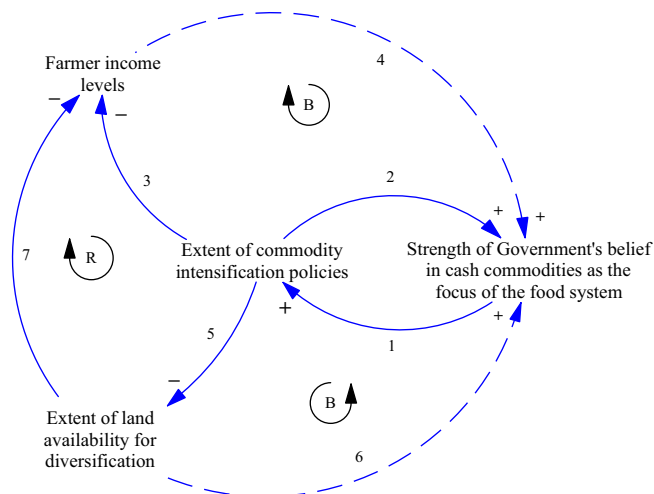 4
Farmer income
levels
−
−
B
3
2
+
+
7
R
Extent of commodity
intensification policies
Strength of Government's belief
in cash commodities as the
focus of the food system
+
+
5
1
−
B
Extent of land
availability for
diversification
6